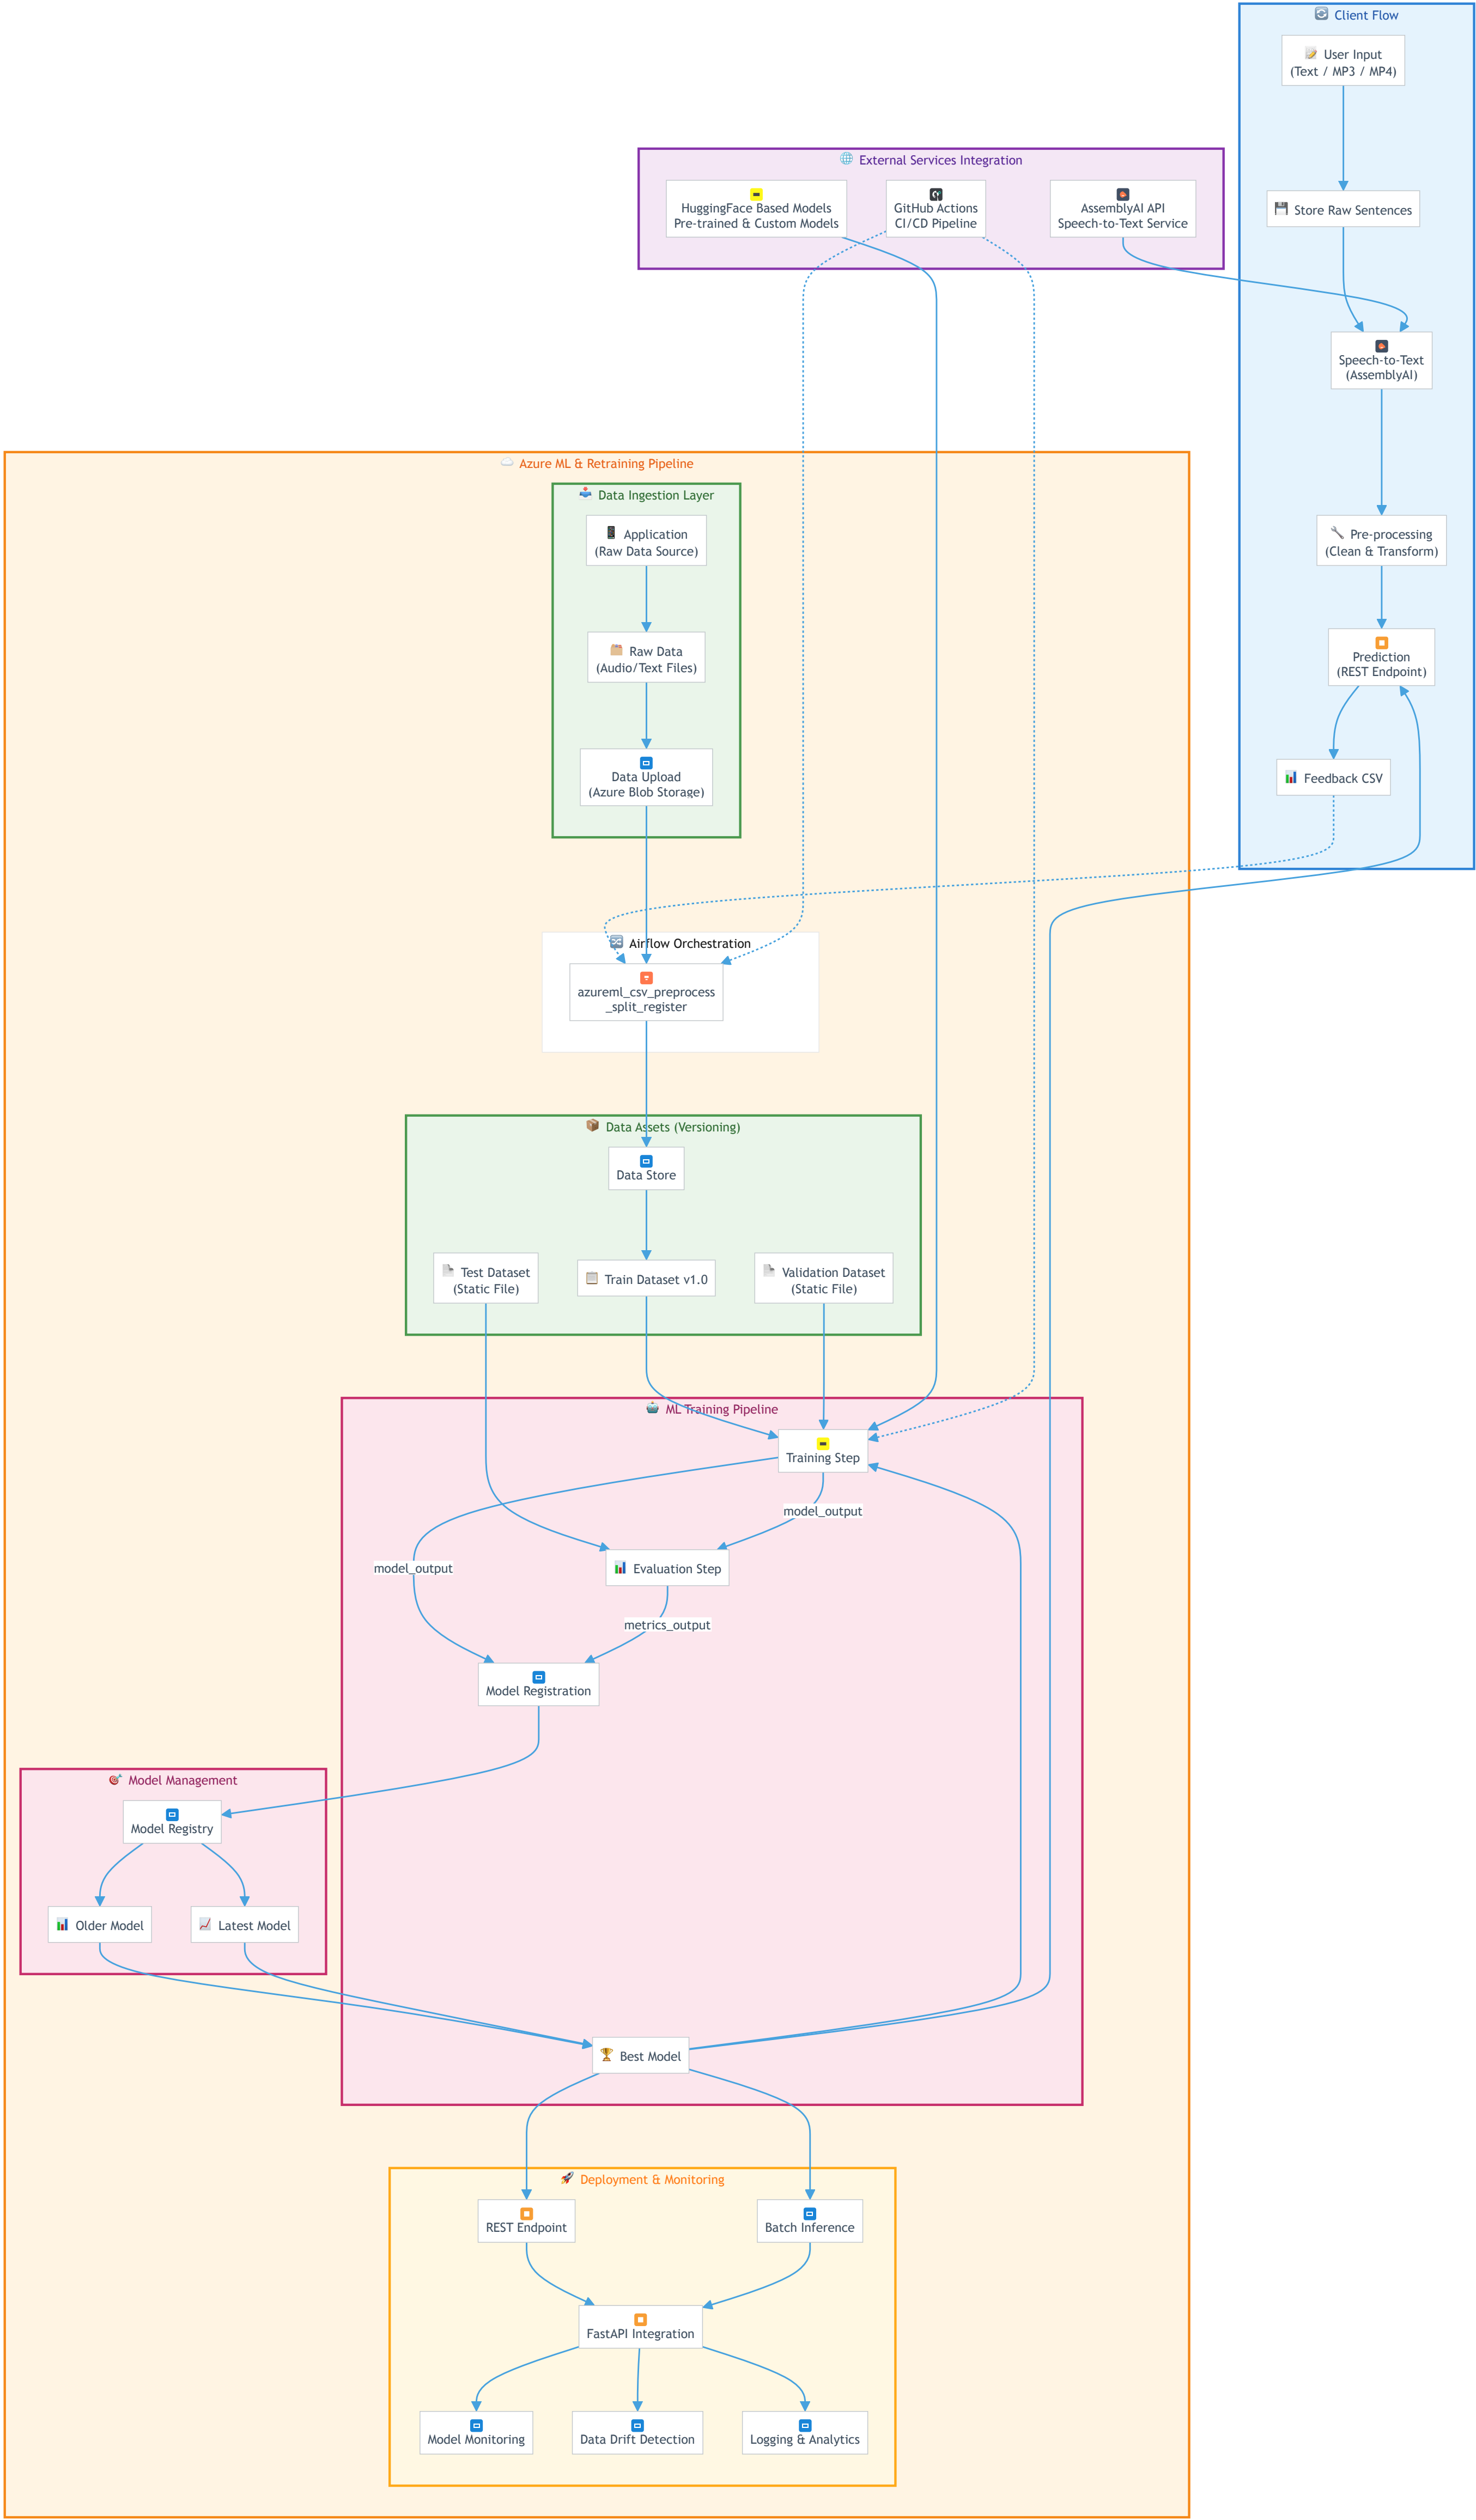 Client Flow
User Input
(Text / MP3 / MP4)
Store Raw Sentences
External Services Integration
HuggingFace Based Models
Pre-trained & Custom Models
GitHub Actions
CI/CD Pipeline
AssemblyAI API
Speech-to-Text Service
Speech-to-Text
(AssemblyAI)
Pre-processing
(Clean & Transform)
Prediction
(REST Endpoint)
Feedback CSV
Azure ML & Retraining Pipeline
Data Ingestion Layer
Application
(Raw Data Source)
Raw Data
(Audio/Text Files)
Data Upload
(Azure Blob Storage)
Airflow Orchestration
azureml_csv_preprocess
_split_register
Data Assets (Versioning)
Data Store
Test Dataset
(Static File)
Train Dataset v1.0
Validation Dataset
(Static File)
ML Training Pipeline
Training Step
model_output
Evaluation Step
model_output
metrics_output
Model Registration
Model Management
Model Registry
Older Model
Latest Model
Best Model
Deployment & Monitoring
REST Endpoint
Batch Inference
FastAPI Integration
Model Monitoring
Data Drift Detection
Logging & Analytics